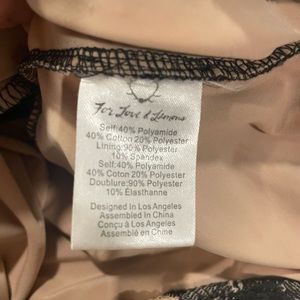 For Love & Lemons
Self:40% Polyamide
40% Cotton 20% Polyester
Lining:90% Polyester
10% Spandex
Self:40% Polyamide
40% Coton 20% Polyester
Doublure:90% Polyester
10% Élasthanne
Designed in Los Angeles
Assembled In China
Conçu à Los Angeles
Assemblé en Chine